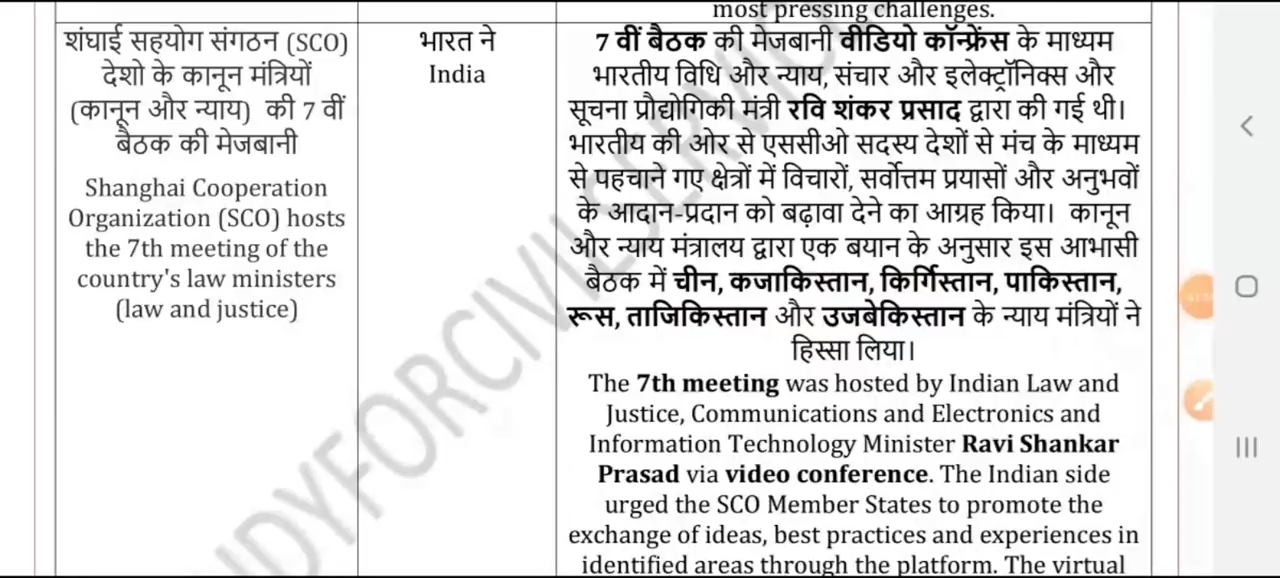 most pressing challenges.
शंघाई सहयोग संगठन (SCO)
देशो के कानून मंत्रियों
(कानून और न्याय) की 7 वीं
बैठक की मेजबानी
Shanghai Cooperation
Organization (SCO) hosts
the 7th meeting of the
country's law ministers
(law and justice)
भारत ने
India
7 वीं बैठक की मेजबानी वीडियो कॉन्फ्रेंस के माध्यम
भारतीय विधि और न्याय, संचार और इलेक्ट्रॉनिक्स और
सूचना प्रौद्योगिकी मंत्री रवि शंकर प्रसाद द्वारा की गई थी।
भारतीय की ओर से एससीओ सदस्य देशों से मंच के माध्यम
से पहचाने गए क्षेत्रों में विचारों, सर्वोत्तम प्रयासों और अनुभवों
के आदान-प्रदान को बढ़ावा देने का आग्रह किया। कानून
और न्याय मंत्रालय द्वारा एक बयान के अनुसार इस आभासी
बैठक में चीन, कजाकिस्तान, किर्गिस्तान, पाकिस्तान,
रूस, ताजिकिस्तान और उजबेकिस्तान के न्याय मंत्रियों ने
हिस्सा लिया।
The 7th meeting was hosted by Indian Law and
Justice, Communications and Electronics and
Information Technology Minister Ravi Shankar
Prasad via video conference. The Indian side
urged the SCO Member States to promote the
exchange of ideas, best practices and experiences in
identified areas through the platform. The virtual
UDYFORCIVILSERVIC